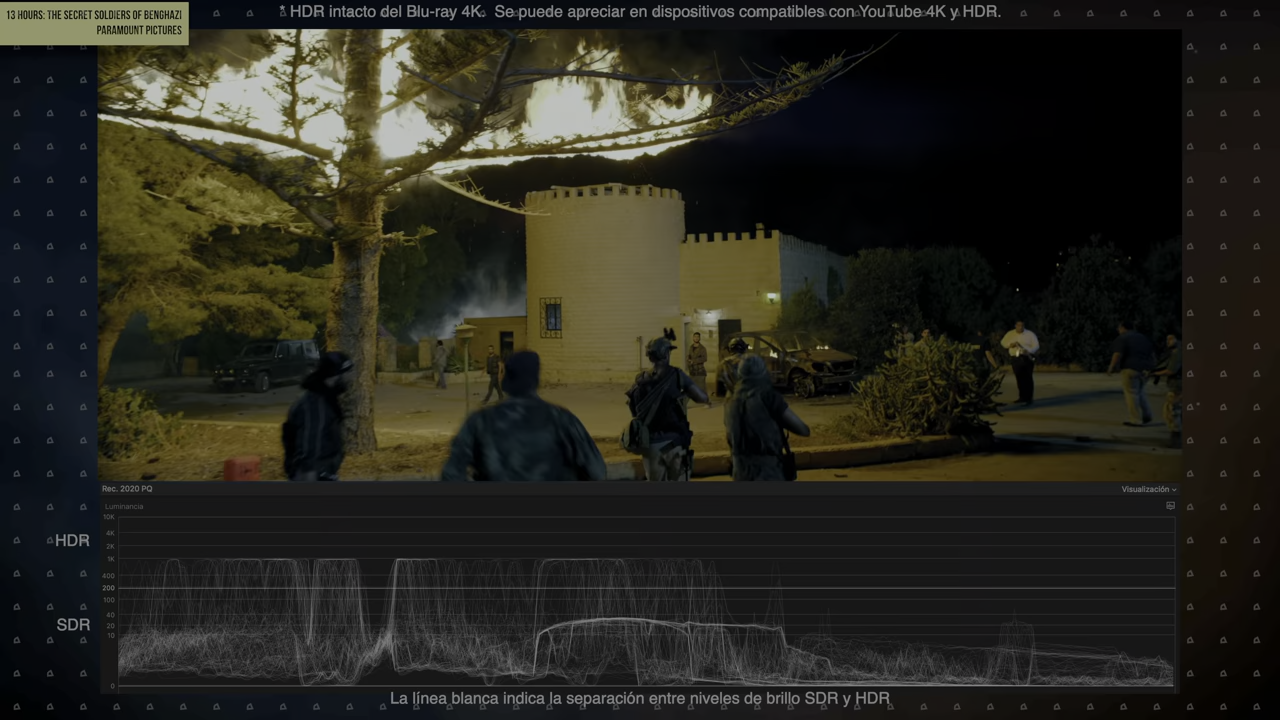 13 HOURS: THE SECRET SOLDIERS OF BENGHAZI
PARAMOUNT PICTURES
* HDR intacto del Blu-ray 4K. Se puede apreciar en dispositivos compatibles con YouTube 4K y HDR.
Rec. 2020 PQ
Visualización
Luminancia
10K
4K
2K
HDR
1K
400
200
100
40
SDR
20
10
0
La línea blanca indica la separación entre niveles de brillo SDR y HDR